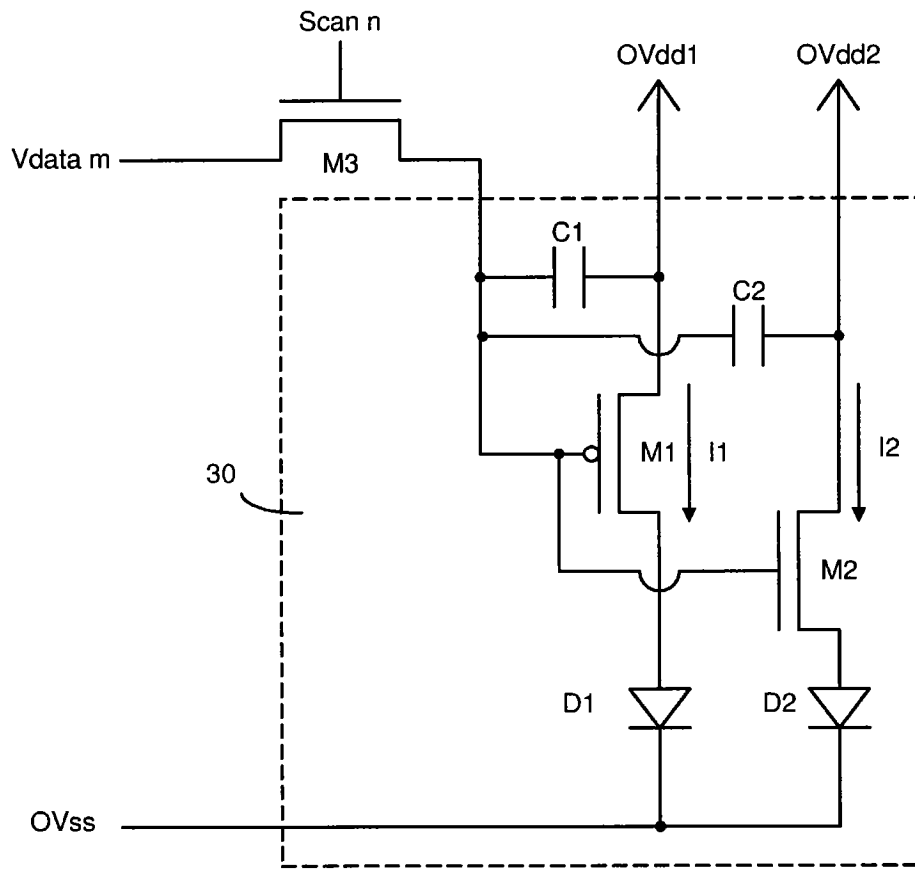 Scan n
OVdd1
OVdd2
Vdata m
M3
C1
C2
M1
I1
I2
30
M2
D1
D2
OVss